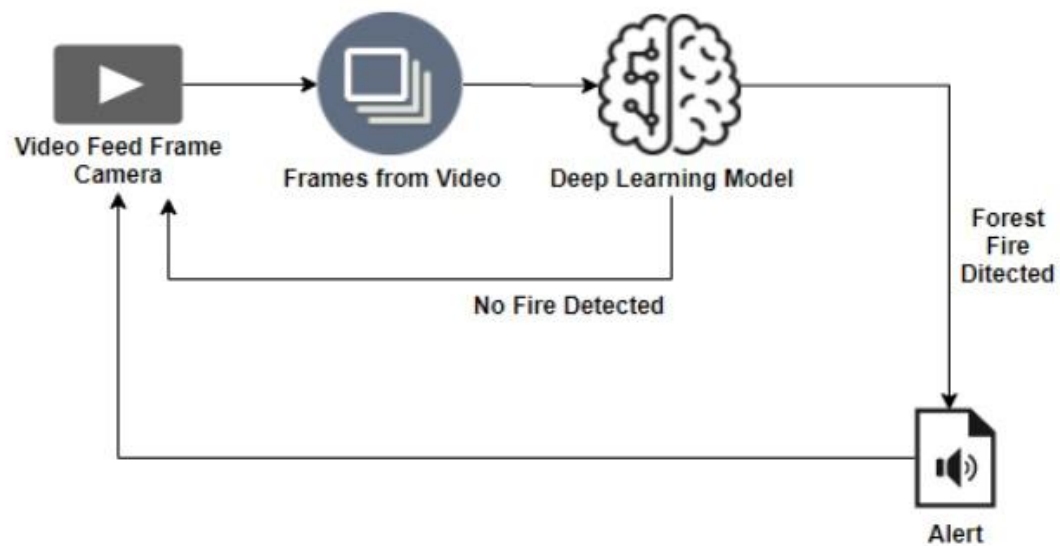 Video Feed Frame
Camera
Frames from Video
Deep Learning Model
Forest
Fire
Ditected
No Fire Detected
Alert